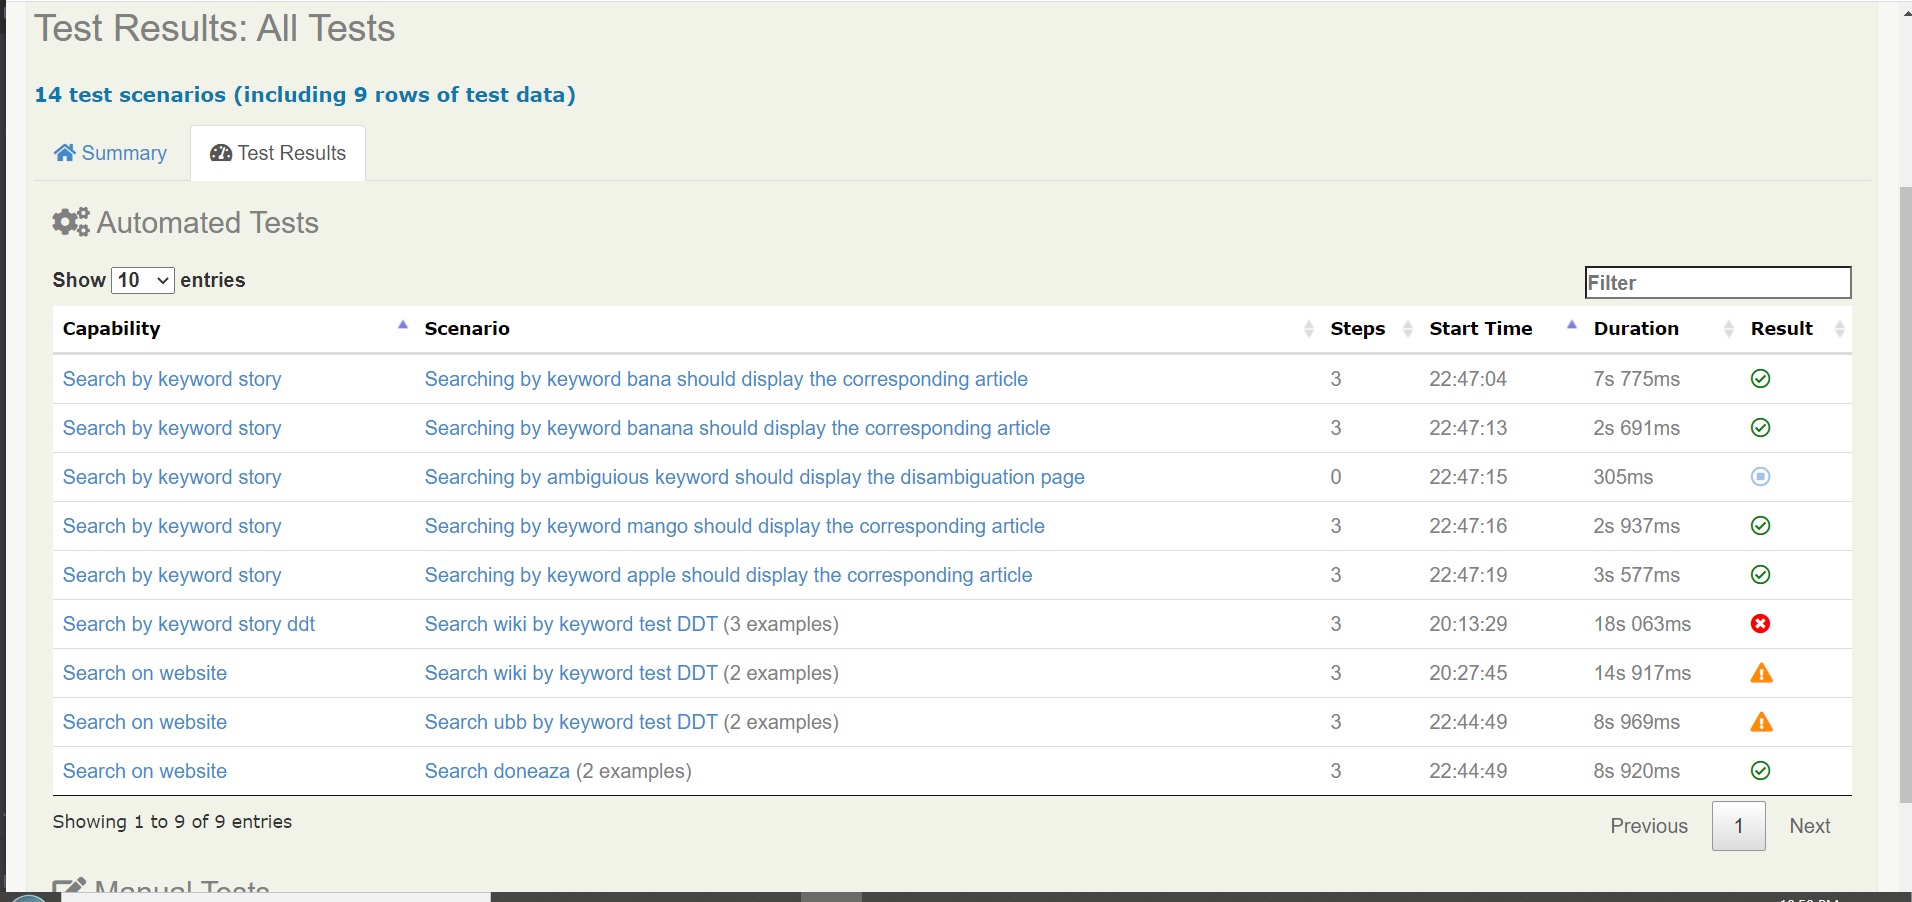 Test Results: All Tests
14 test scenarios (including 9 rows of test data)
Summary Test Results
Automated Tests
Show 10 entries Filter
Capability Scenario Steps Start Time Duration Result
Search by keyword story Searching by keyword bana should display the corresponding article 3 22:47:04 7s 775ms
Search by keyword story Searching by keyword banana should display the corresponding article 3 22:47:13 2s 691ms
Search by keyword story Searching by ambiguious keyword should display the disambiguation page 0 22:47:15 305ms
Search by keyword story Searching by keyword mango should display the corresponding article 3 22:47:16 2s 937ms
Search by keyword story Searching by keyword apple should display the corresponding article 3 22:47:19 3s 577ms
Search by keyword story ddt Search wiki by keyword test DDT (3 examples) 3 20:13:29 18s 063ms
Search on website Search wiki by keyword test DDT (2 examples) 3 20:27:45 14s 917ms
Search on website Search ubb by keyword test DDT (2 examples) 3 22:44:49 8s 969ms
Search on website Search doneaza (2 examples) 3 22:44:49 8s 920ms
Showing 1 to 9 of 9 entries Previous 1 Next
Manual Tests